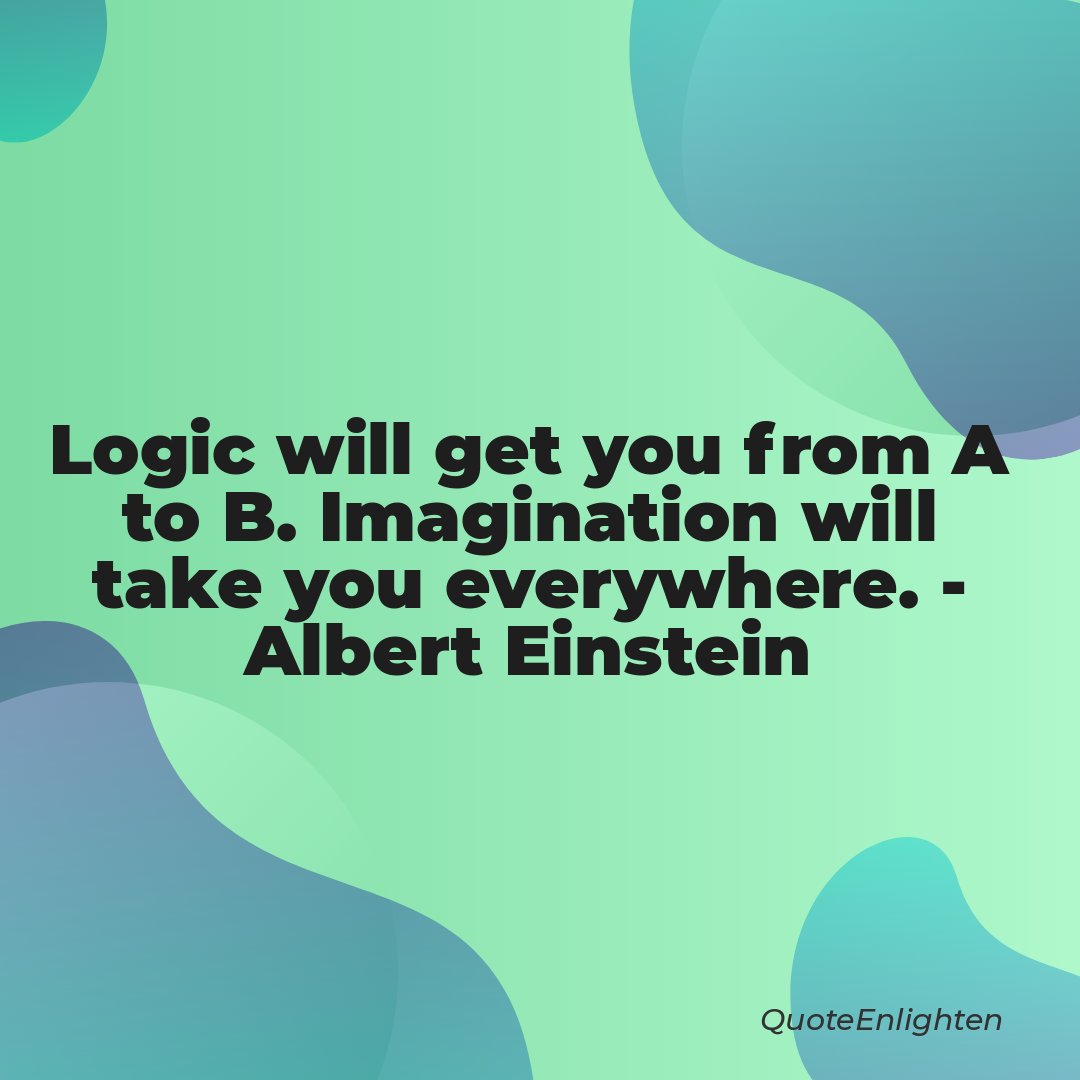 Logic will get you from A
to B. Imagination will
take you everywhere. -
Albert Einstein
QuoteEnlighten